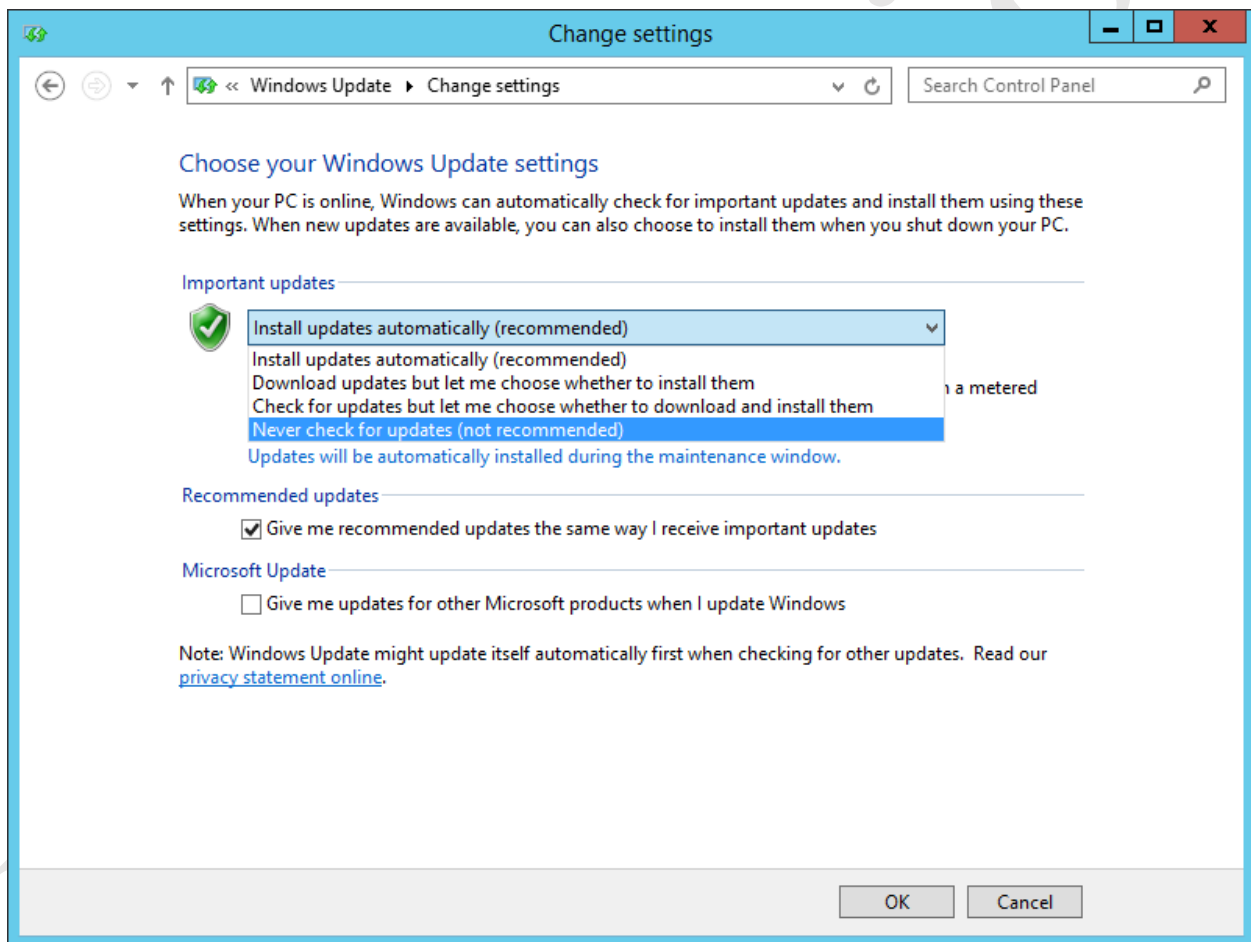 Change settings
« Windows Update Change settings
Search Control Panel
Choose your Windows Update settings
When your PC is online, Windows can automatically check for important updates and install them using these
settings. When new updates are available, you can also choose to install them when you shut down your PC.
Important updates
Install updates automatically (recommended)
Install updates automatically (recommended)
Download updates but let me choose whether to install them
a metered
Check for updates but let me choose whether to download and install them
Never check for updates (not recommended)
Updates will be automatically installed during the maintenance window.
Recommended updates
Give me recommended updates the same way I receive important updates
Microsoft Update
Give me updates for other Microsoft products when I update Windows
Note: Windows Update might update itself automatically first when checking for other updates. Read our
privacy statement online.
OK Cancel